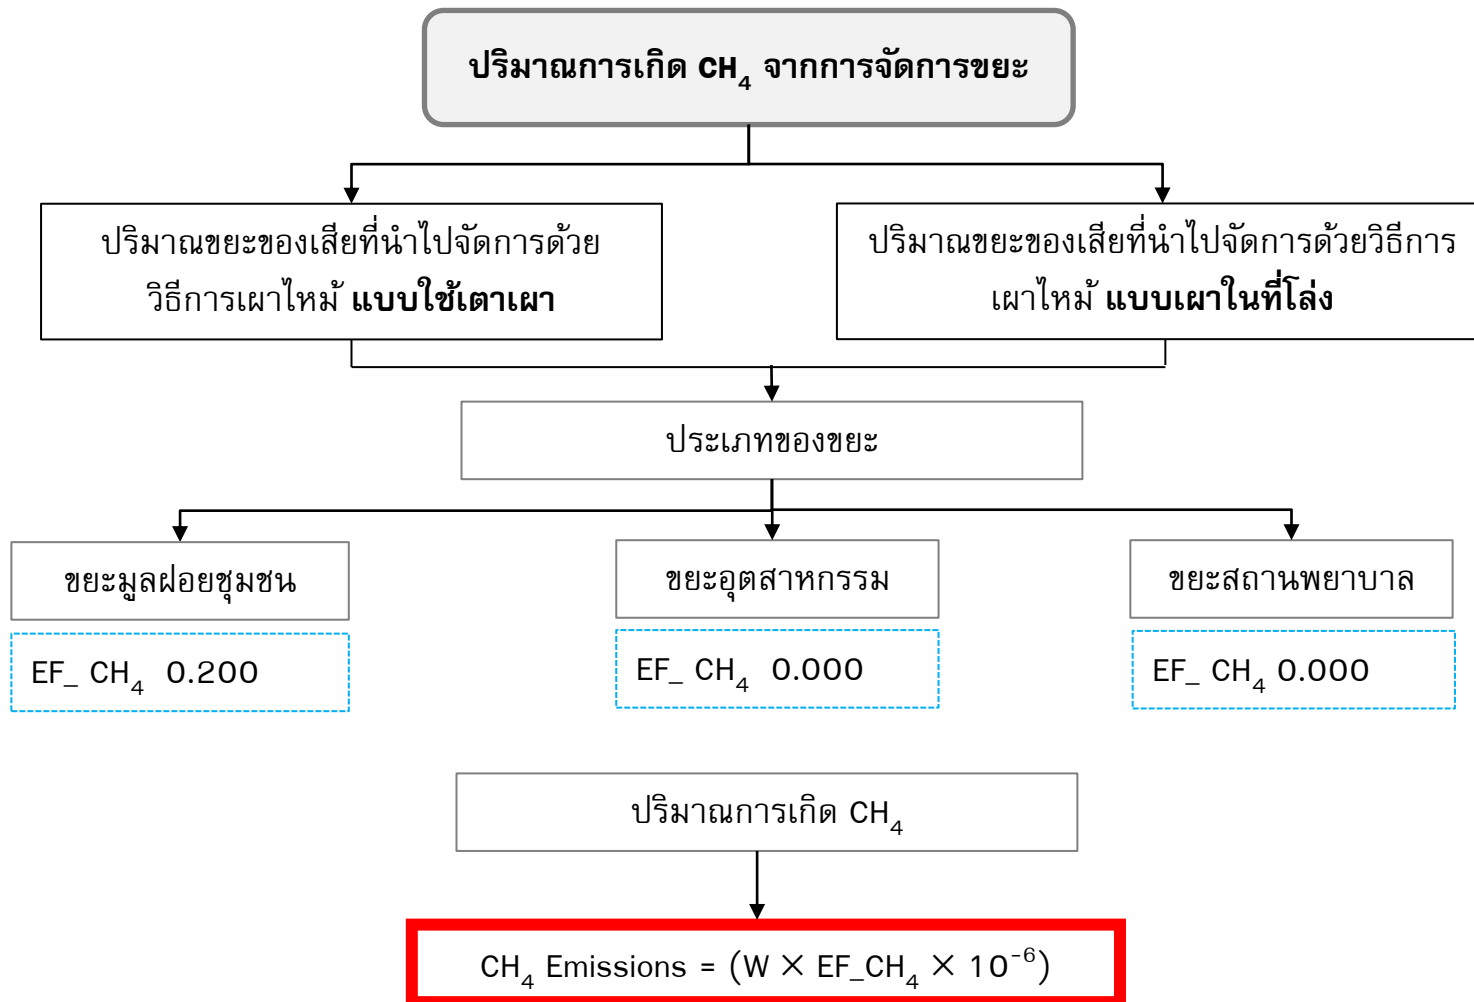 ปริมาณการเกิด CH₄ จากการจัดการขยะ
ปริมาณขยะของเสียที่นำไปจัดการด้วย
วิธีการเผาไหม้ แบบใช้เตาเผา
ปริมาณขยะของเสียที่นำไปจัดการด้วยวิธีการ
เผาไหม้ แบบเผาในที่โล่ง
ประเภทของขยะ
ขยะมูลฝอยชุมชน
EF_ CH₄ 0.200
ขยะอุตสาหกรรม
EF_ CH₄ 0.000
ขยะสถานพยาบาล
EF_ CH₄ 0.000
ปริมาณการเกิด CH₄
CH₄ Emissions = (W × EF_CH₄ × 10⁻⁶)